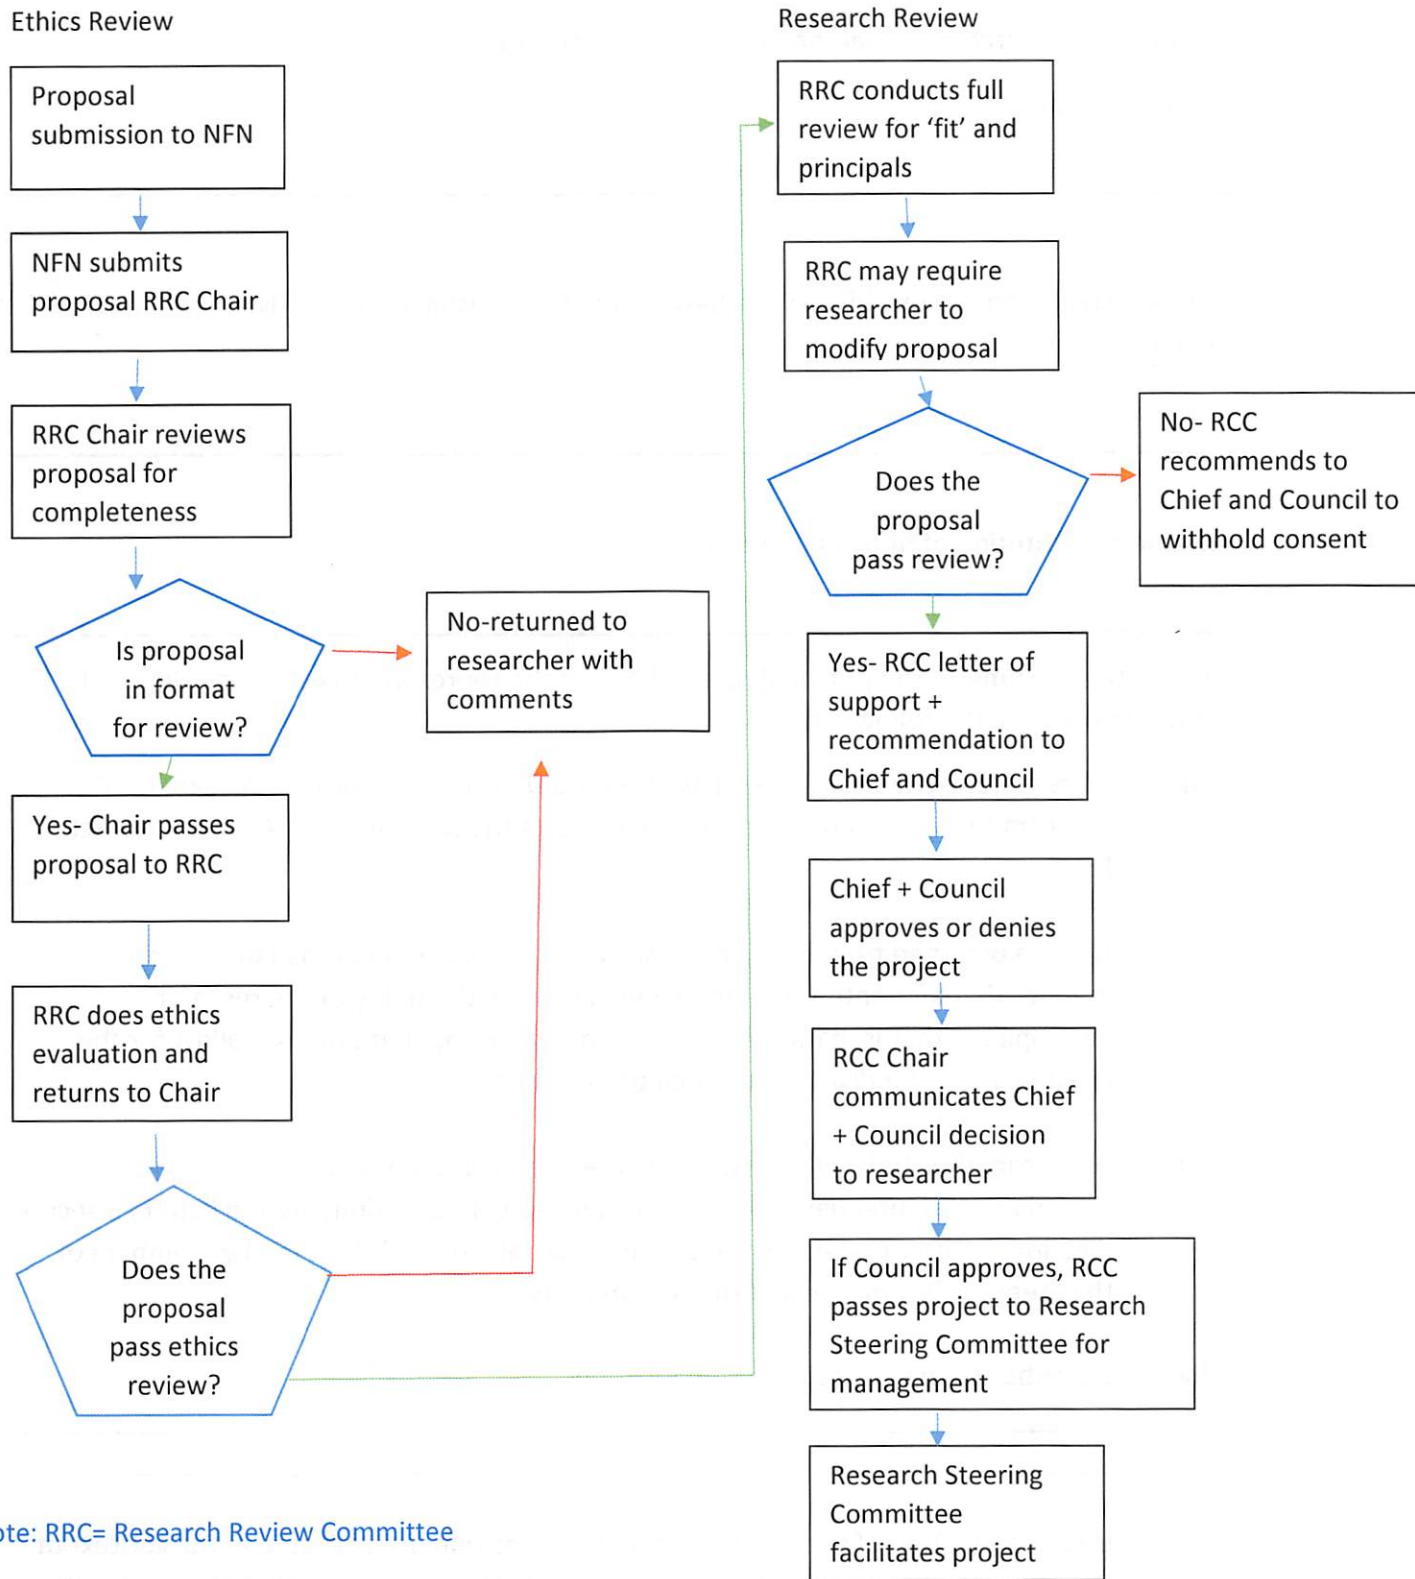 Ethics Review
Proposal
submission to NFN
NFN submits
proposal RRC Chair
RRC Chair reviews
proposal for
completeness
Is proposal
in format
for review?
No-returned to
researcher with
comments
Yes- Chair passes
proposal to RRC
RRC does ethics
evaluation and
returns to Chair
Does the
proposal
pass ethics
review?
ote: RRC= Research Review Committee
Research Review
RRC conducts full
review for ‘fit’ and
principals
RRC may require
researcher to
modify proposal
Does the
proposal
pass review?
No- RCC
recommends to
Chief and Council to
withhold consent
Yes- RCC letter of
support +
recommendation to
Chief and Council
Chief + Council
approves or denies
the project
RCC Chair
communicates Chief
+ Council decision
to researcher
If Council approves, RCC
passes project to Research
Steering Committee for
management
Research Steering
Committee
facilitates project